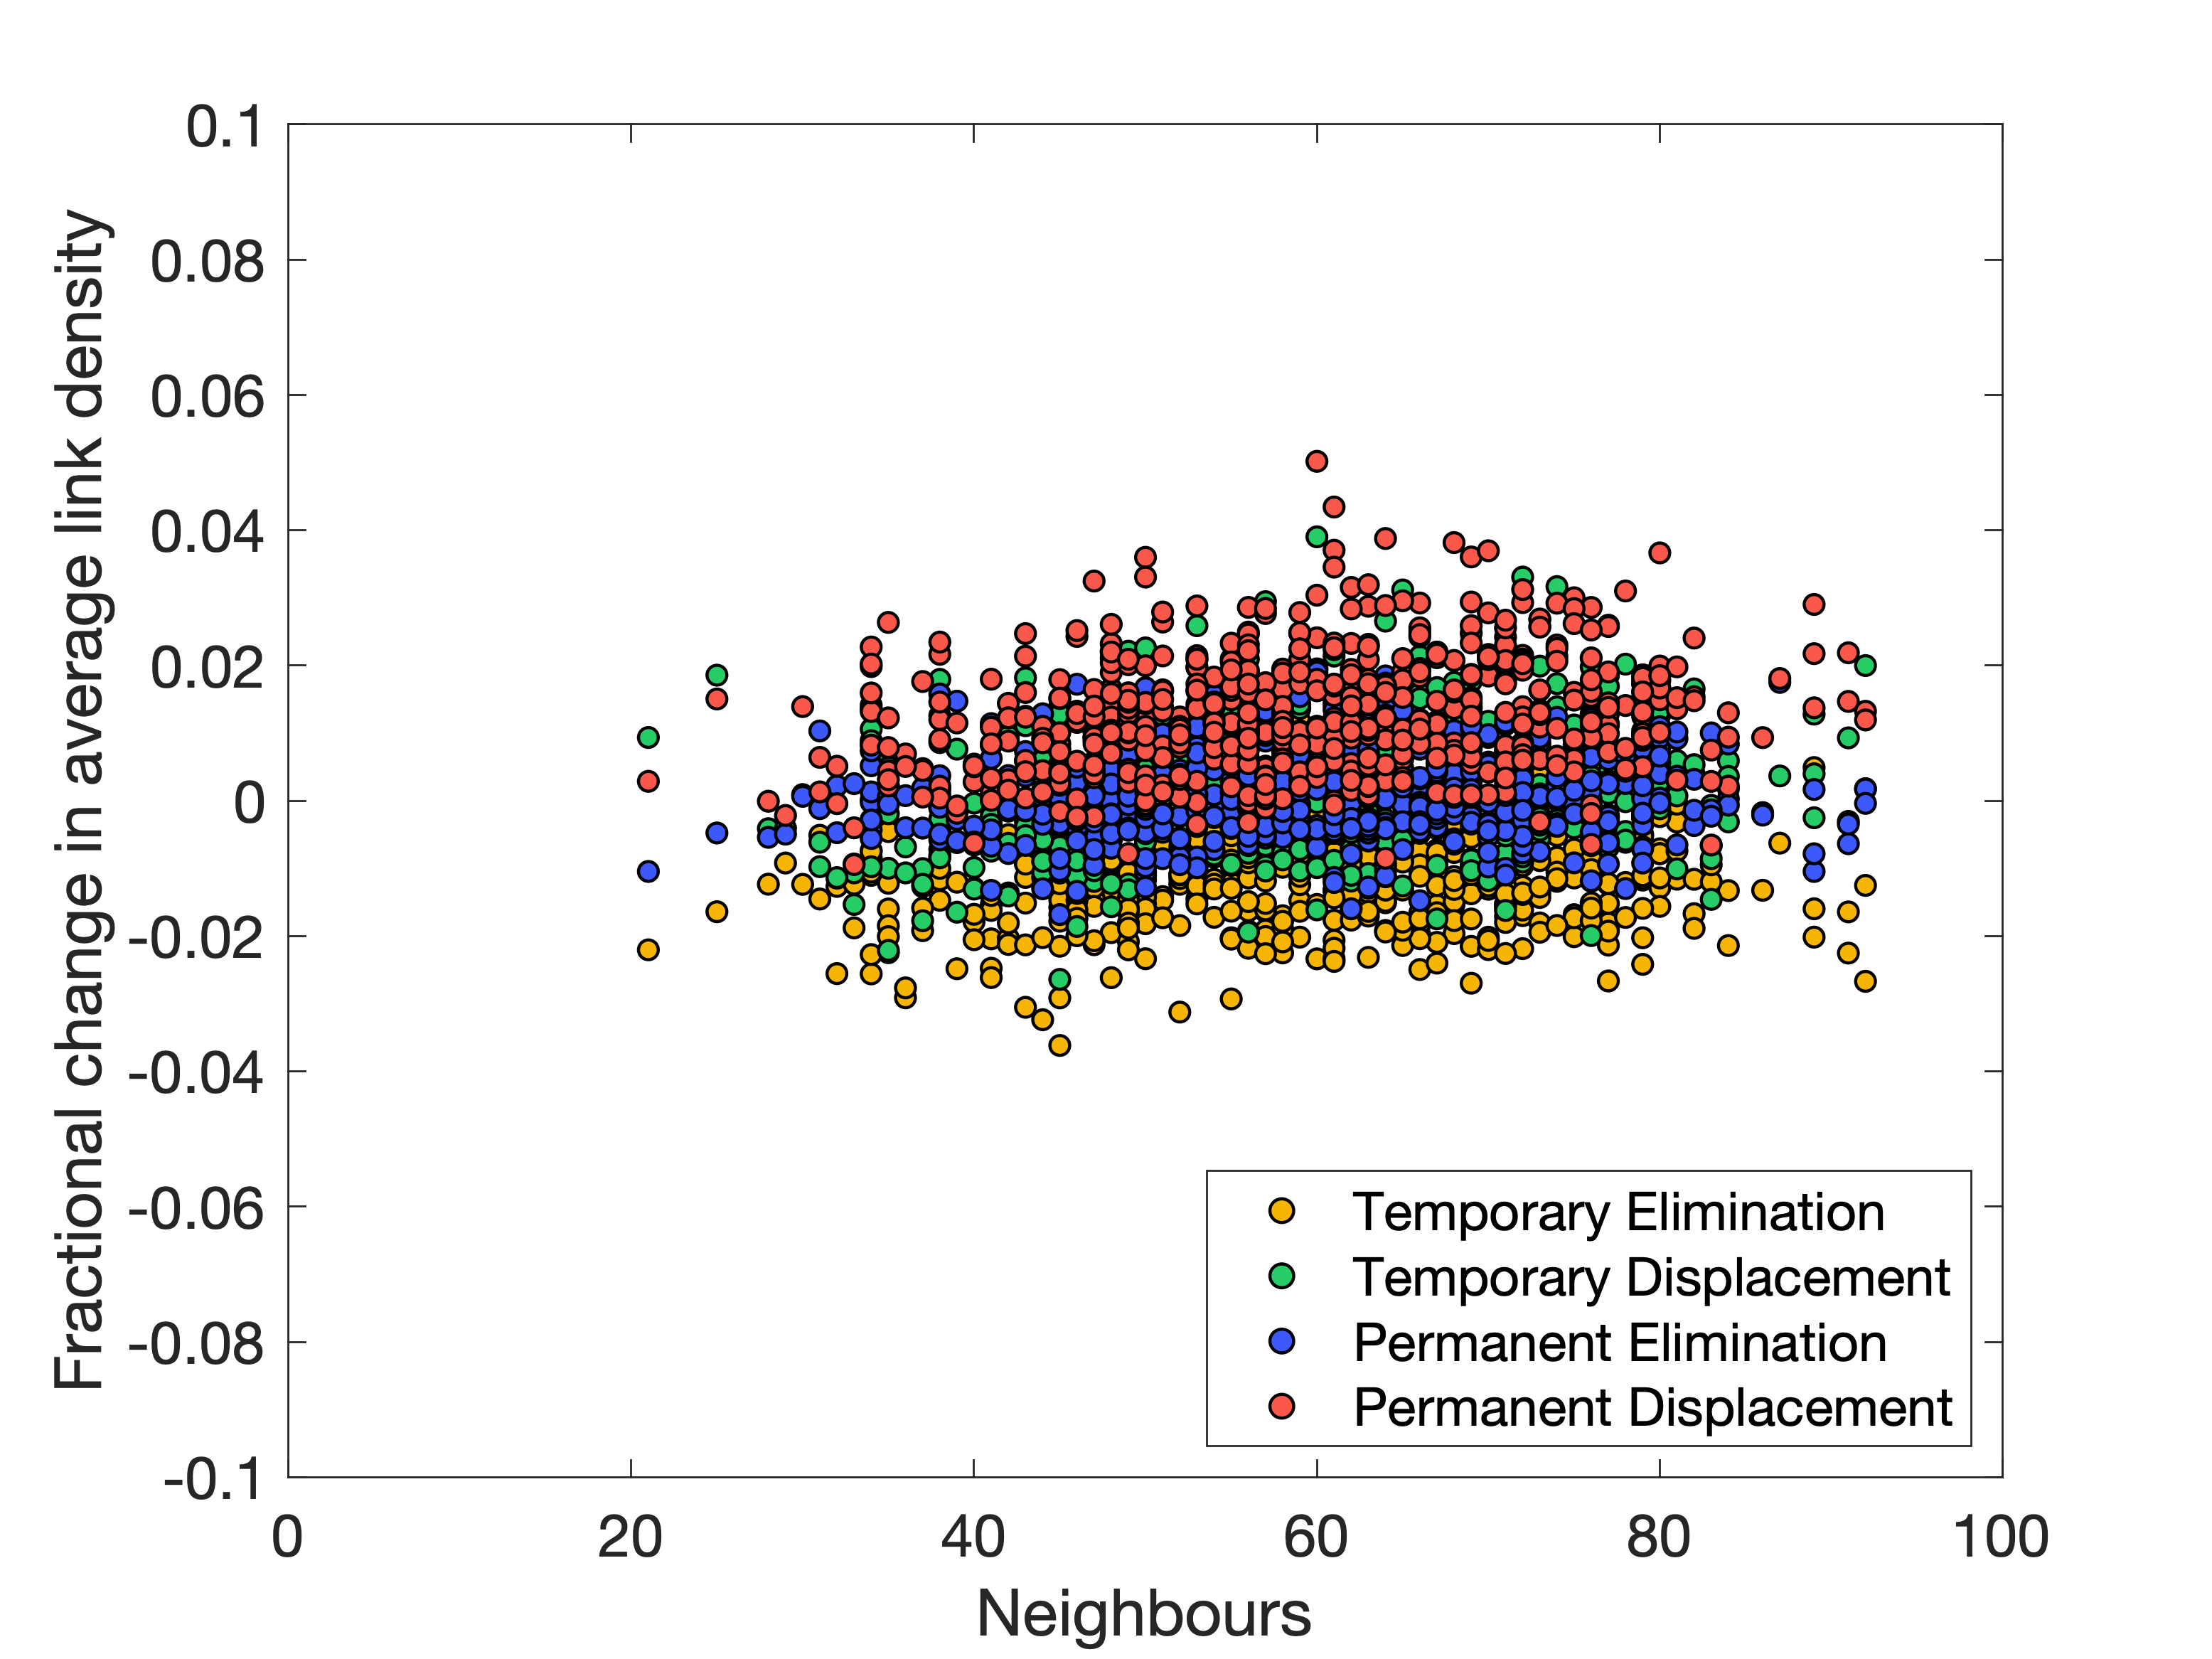 Fractional change in average link density
0.1
0.08
0.06
0.04
0.02
0
-0.02
-0.04
-0.06
-0.08
-0.1
0 20 40 60 80 100
Neighbours
Temporary Elimination
Temporary Displacement
Permanent Elimination
Permanent Displacement